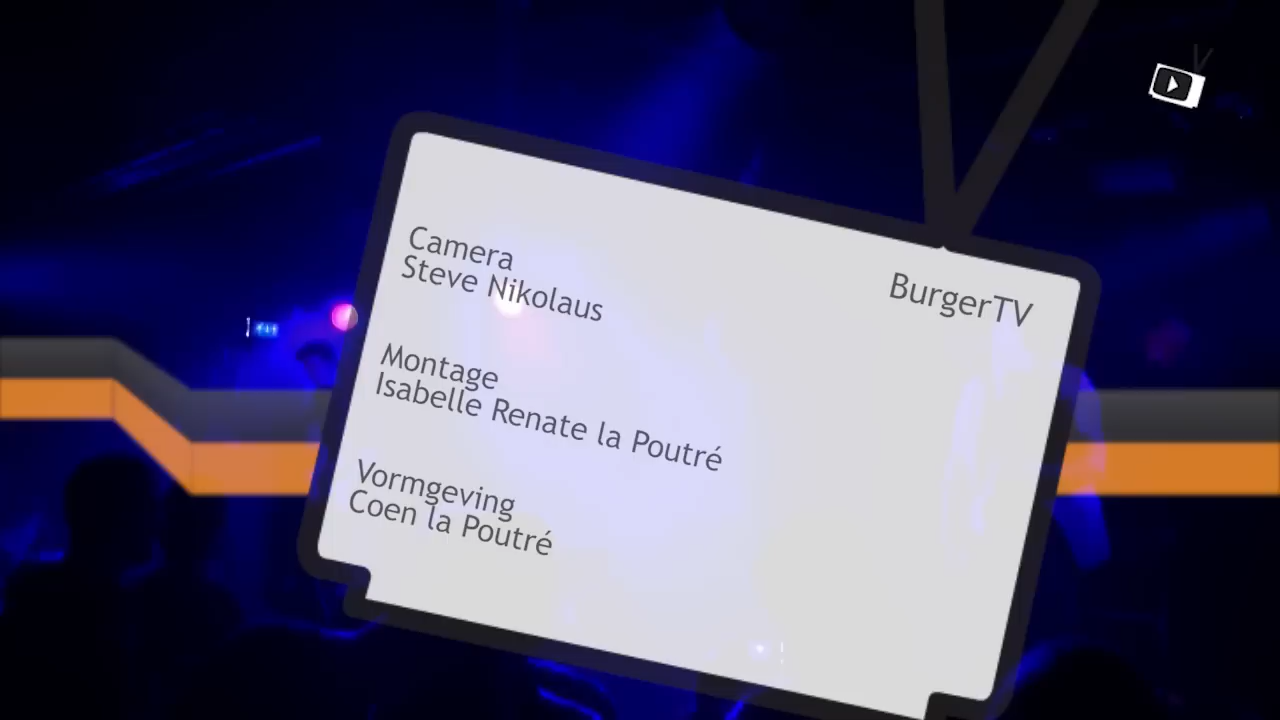 BurgerTV
Camera
Steve Nikolaus
Montage
Isabelle Renate la Poutré
Vormgeving
Coen la Poutré